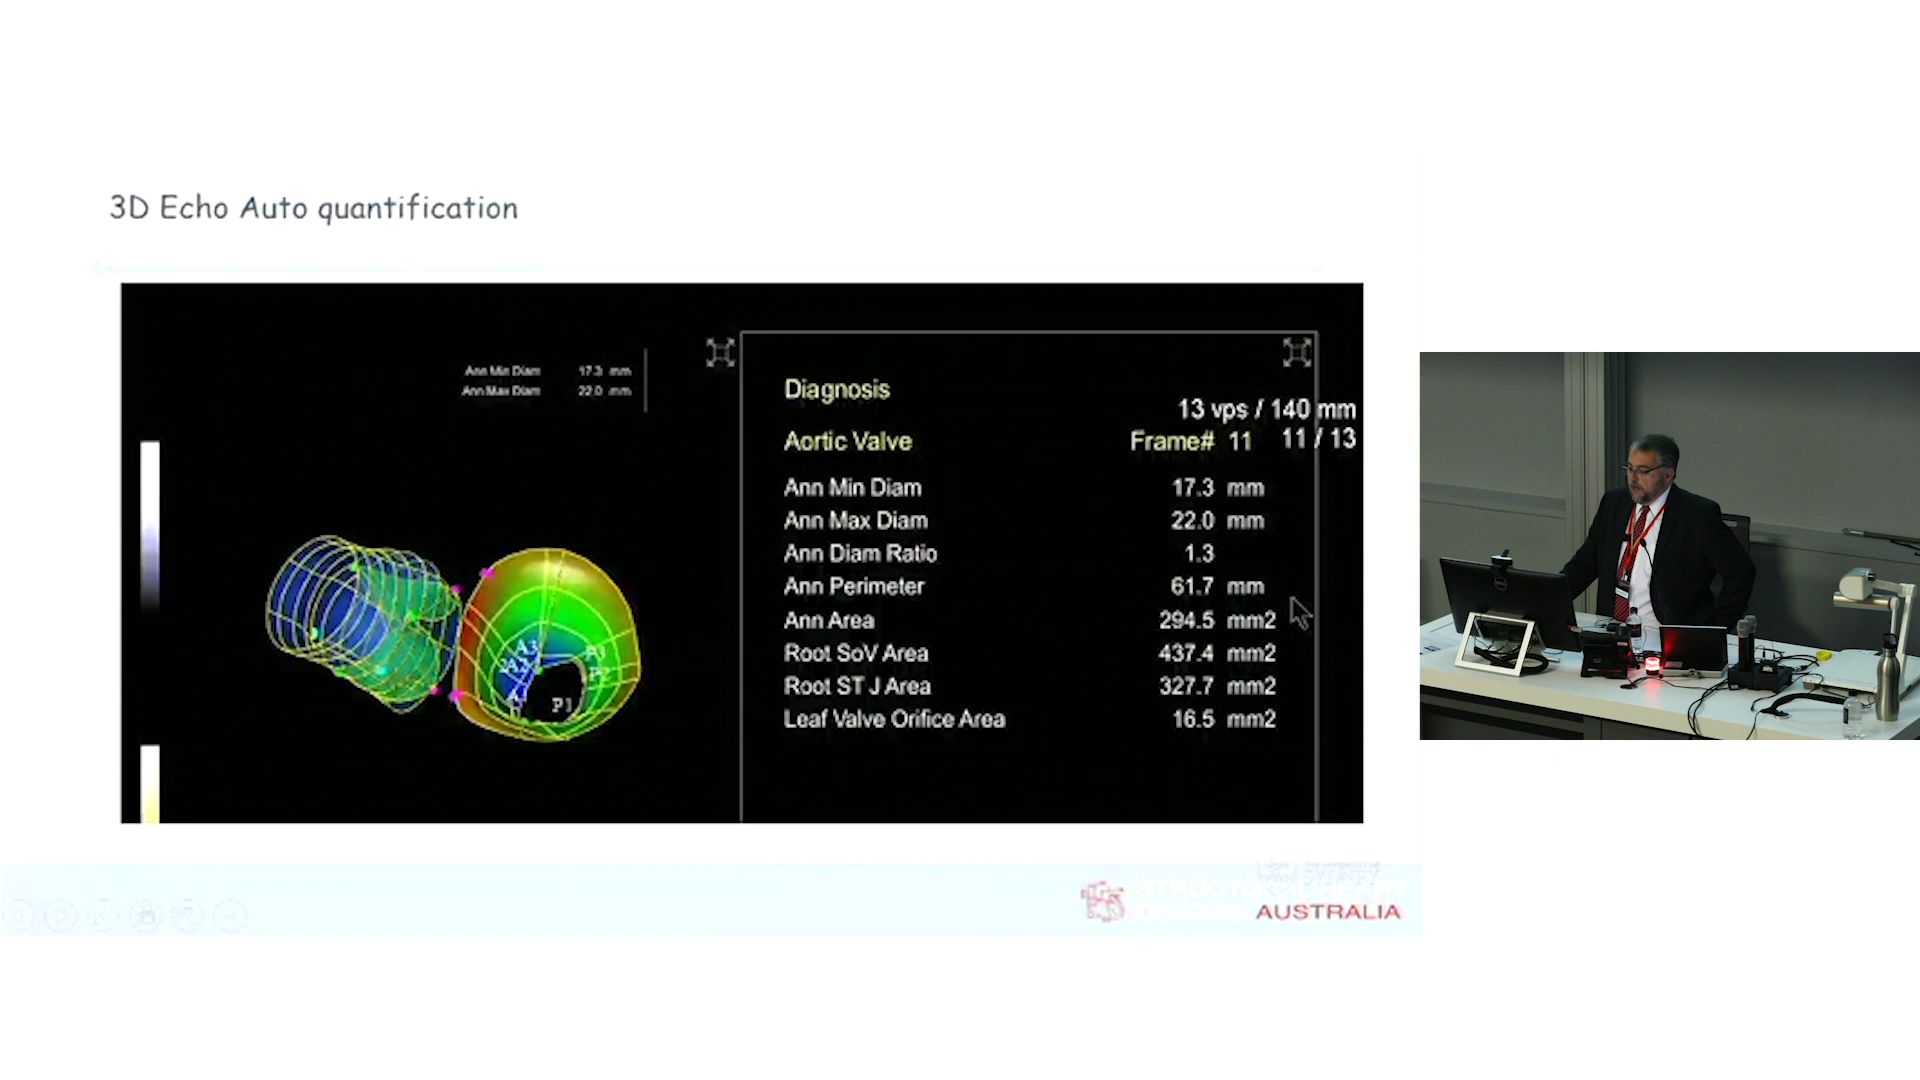 3D Echo Auto quantification
Ann Min Diam 17.3 mm
Ann Max Diam 22.0 mm
Diagnosis
13 vps / 140 mm
Aortic Valve Frame# 11 11 / 13
Ann Min Diam 17.3 mm
Ann Max Diam 22.0 mm
Ann Diam Ratio 1.3
Ann Perimeter 61.7 mm
Ann Area 294.5 mm2
Root SoV Area 437.4 mm2
Root ST J Area 327.7 mm2
Leaf Valve Orifice Area 16.5 mm2
A3
A2
A1
P3
P2
P1
STRUCTURAL HEART
DISEASE AUSTRALIA